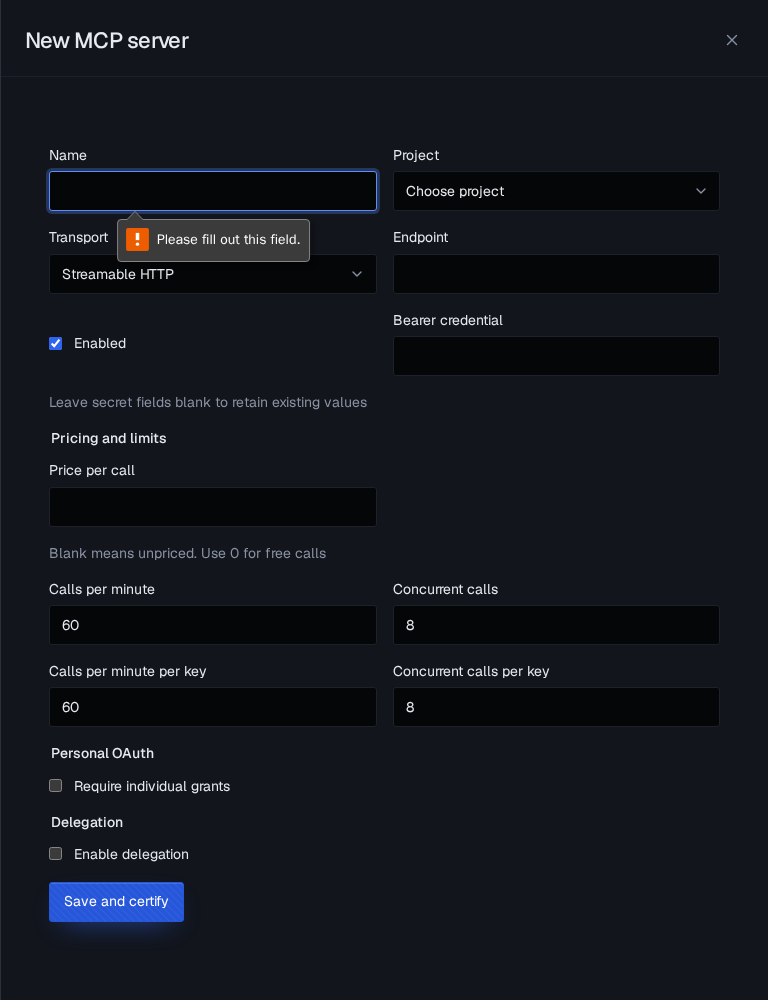 New MCP server
Name
Project
Choose project
Please fill out this field.
Transport
Endpoint
Streamable HTTP
Bearer credential
Enabled
Leave secret fields blank to retain existing values
Pricing and limits
Price per call
Blank means unpriced. Use 0 for free calls
Calls per minute
Concurrent calls
60
8
Calls per minute per key
Concurrent calls per key
60
8
Personal OAuth
Require individual grants
Delegation
Enable delegation
Save and certify